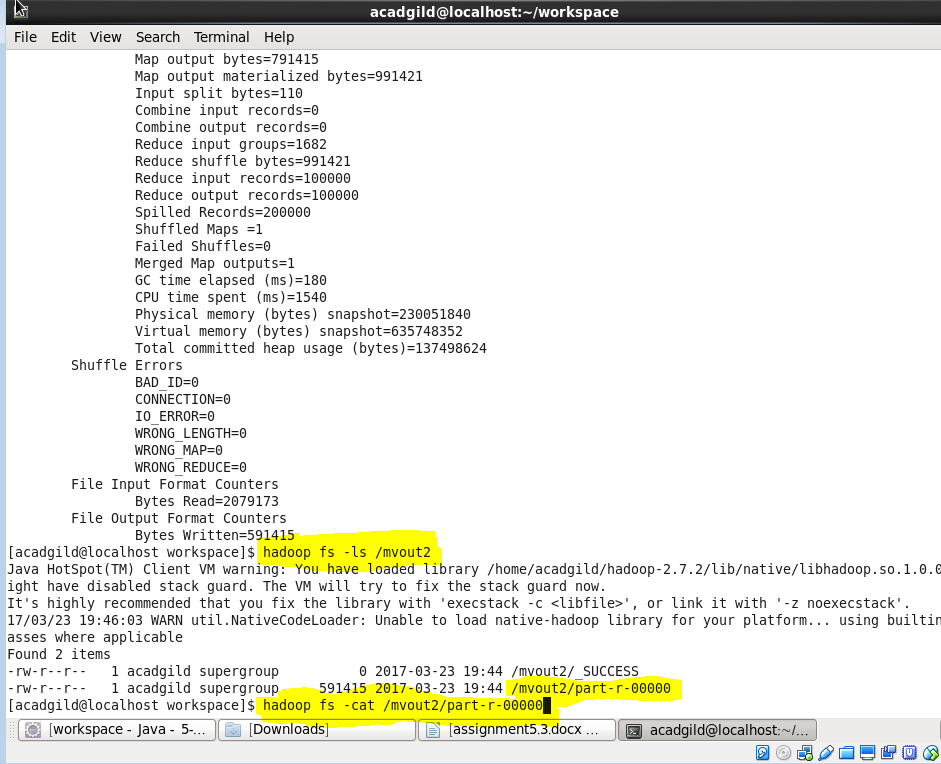 acadgild@localhost:~/workspace
File Edit View Search Terminal Help
Map output bytes=791415
Map output materialized bytes=991421
Input split bytes=110
Combine input records=0
Combine output records=0
Reduce input groups=1682
Reduce shuffle bytes=991421
Reduce input records=100000
Reduce output records=100000
Spilled Records=200000
Shuffled Maps =1
Failed Shuffles=0
Merged Map outputs=1
GC time elapsed (ms)=180
CPU time spent (ms)=1540
Physical memory (bytes) snapshot=230051840
Virtual memory (bytes) snapshot=635748352
Total committed heap usage (bytes)=137498624
Shuffle Errors
BAD_ID=0
CONNECTION=0
IO_ERROR=0
WRONG_LENGTH=0
WRONG_MAP=0
WRONG_REDUCE=0
File Input Format Counters
Bytes Read=2079173
File Output Format Counters
Bytes Written=591415
[acadgild@localhost workspace]$ hadoop fs -ls /mvout2
Java HotSpot(TM) Client VM warning: You have loaded library /home/acadgild/hadoop-2.7.2/lib/native/libhadoop.so.1.0.0
ight have disabled stack guard. The VM will try to fix the stack guard now.
It's highly recommended that you fix the library with 'execstack -c <libfile>', or link it with '-z noexecstack'.
17/03/23 19:46:03 WARN util.NativeCodeLoader: Unable to load native-hadoop library for your platform... using builtin
asses where applicable
Found 2 items
-rw-r--r-- 1 acadgild supergroup 0 2017-03-23 19:44 /mvout2/_SUCCESS
-rw-r--r-- 1 acadgild supergroup 591415 2017-03-23 19:44 /mvout2/part-r-00000
[acadgild@localhost workspace]$ hadoop fs -cat /mvout2/part-r-00000
[workspace - Java - 5-... [Downloads] [assignment5.3.docx ... acadgild@localhost:~/...